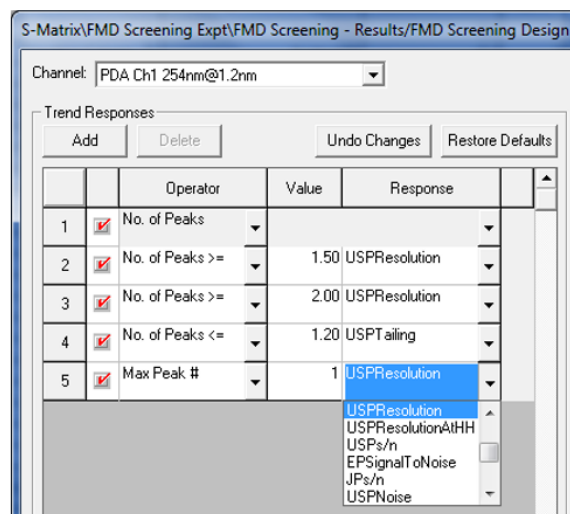 S-Matrix\FMD Screening Expt\FMD Screening - Results/FMD Screening Design
Channel: PDA Ch1 254nm@1.2nm
Trend Responses
Add Delete Undo Changes Restore Defaults
Operator Value Response
1 No. of Peaks
2 No. of Peaks >= 1.50 USPResolution
3 No. of Peaks >= 2.00 USPResolution
4 No. of Peaks <= 1.20 USPTailing
5 Max Peak # 1 USPResolution
USPResolution
USPResolutionAtHH
USPs/n
EPSignalToNoise
JPs/n
USPNoise